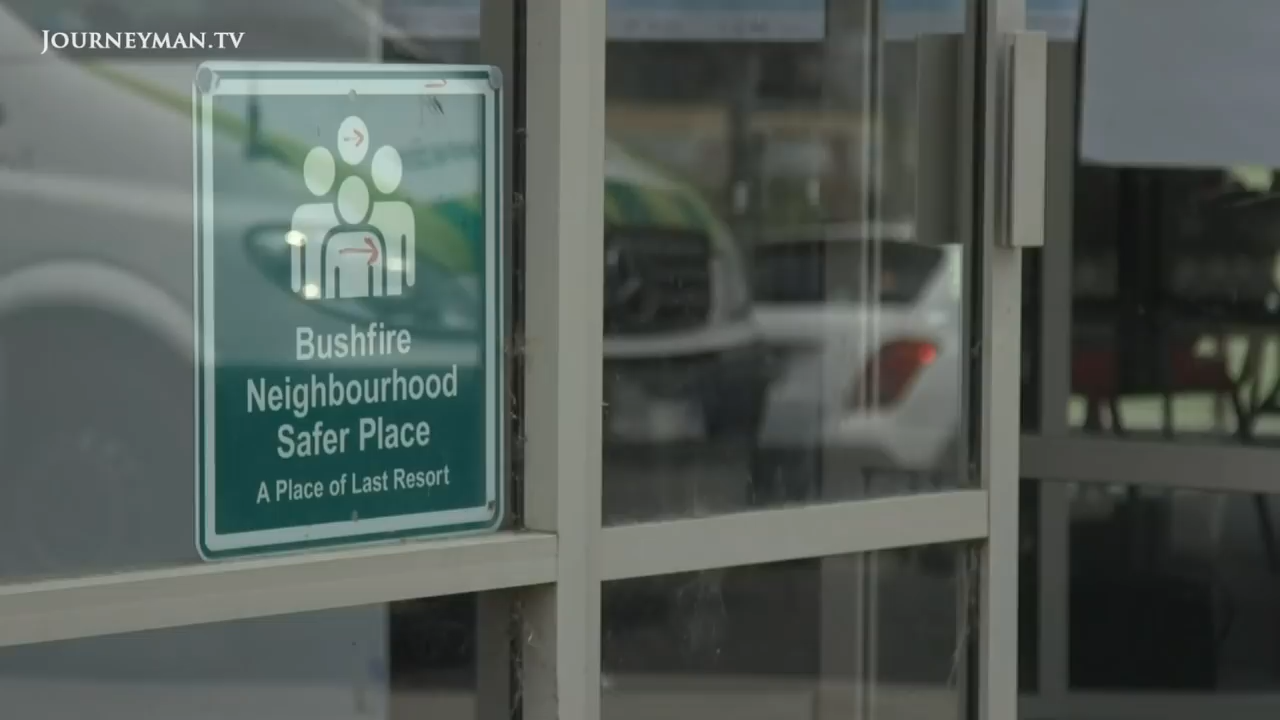 JOURNEYMAN.TV
Bushfire
Neighbourhood
Safer Place
A Place of Last Resort